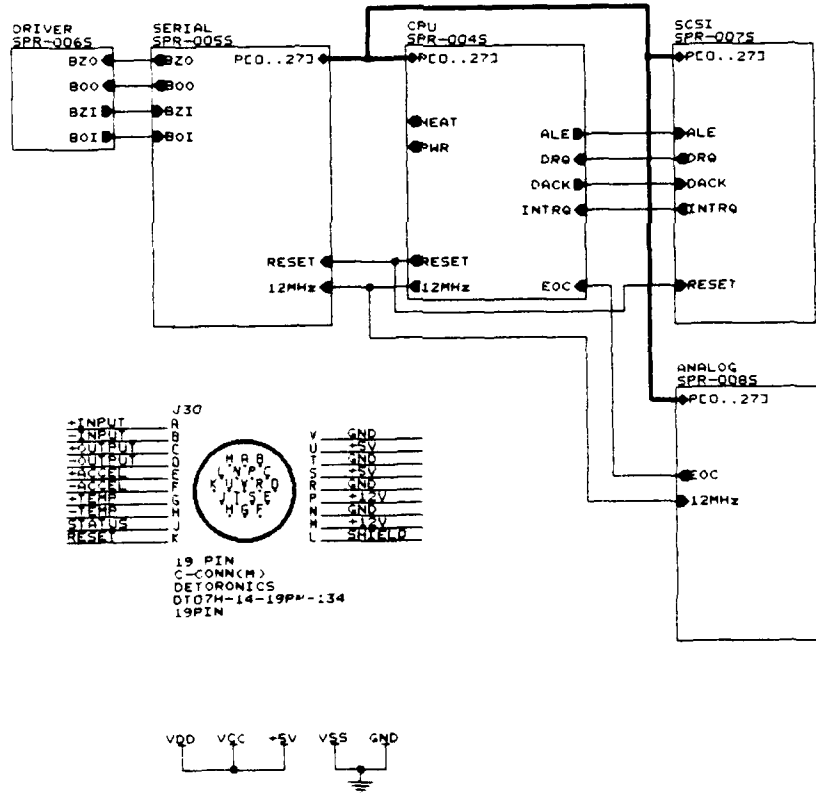 DRIVER
SPR-006S
BZO
BOO
BZI
BOI
SERIAL
SPR-005S
BZO
BOO
BZI
BOI
P[0..27]
RESET
12MHz
CPU
SPR-004S
P[0..27]
HEAT
PWR
ALE
DRQ
DACK
INTRQ
RESET
12MHz
EOC
SCSI
SPR-007S
P[0..27]
ALE
DRQ
DACK
INTRQ
RESET
ANALOG
SPR-008S
P[0..27]
EOC
12MHz
J30
+INPUT A
-INPUT B
+OUTPUT C
-OUTPUT D
+ACCEL E
-ACCEL F
+TEMP G
-TEMP H
STATUS J
RESET K
M A B
L N P C
K U V R D
J T S E
H G F
V GND
U +5V
T GND
S +5V
R GND
P +12V
N GND
M +12V
L SHIELD
19 PIN
C-CONN(M)
DETORONICS
DT07H-14-19PM-134
19PIN
VDD VCC +5V VSS GND